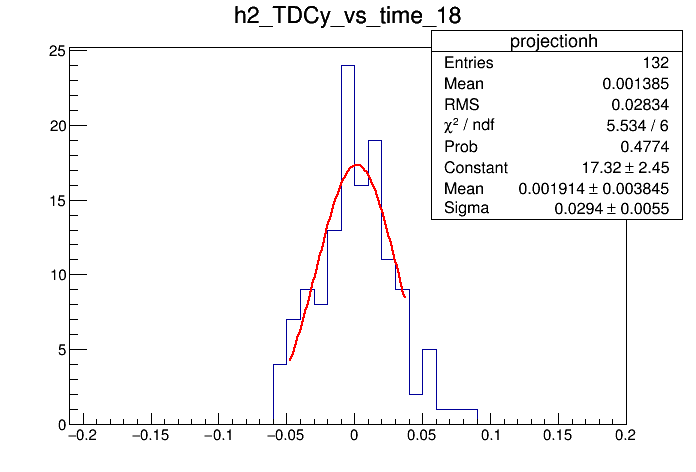 h2_TDCy_vs_time_18
projectionh
Entries 132
Mean 0.001385
RMS 0.02834
χ² / ndf 5.534 / 6
Prob 0.4774
Constant 17.32 ± 2.45
Mean 0.001914 ± 0.003845
Sigma 0.0294 ± 0.0055
25
20
15
10
5
0
−0.2 −0.15 −0.1 −0.05 0 0.05 0.1 0.15 0.2